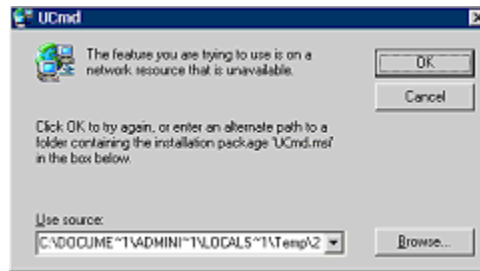 UCmd
The feature you are trying to use is on a
network resource that is unavailable.
OK
Cancel
Click OK to try again, or enter an alternate path to a
folder containing the installation package 'UCmd.msi'
in the box below.
Use source:
C:\DOCUME~1\ADMINI~1\LOCALS~1\Temp\2
Browse...